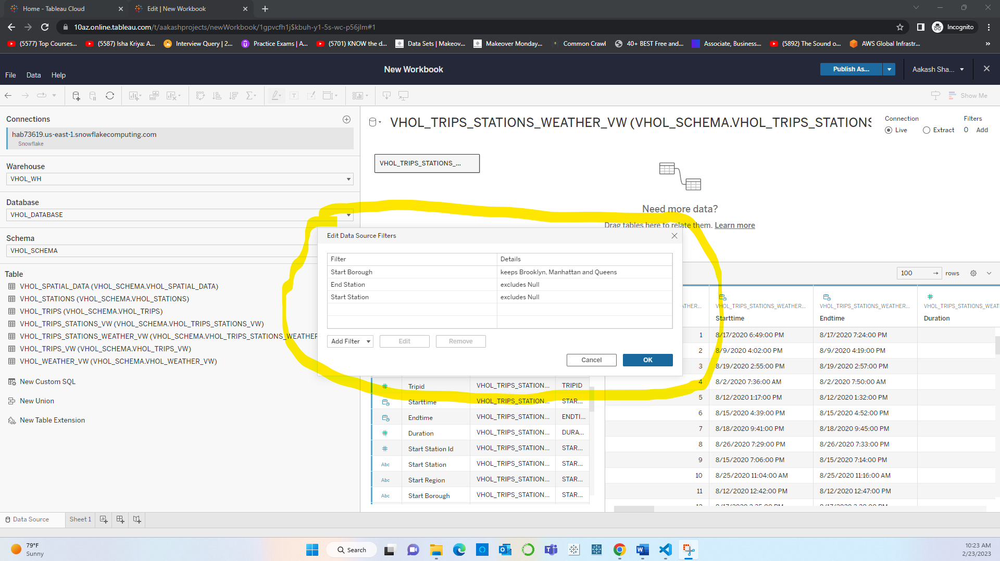 Home - Tableau Cloud
Edit | New Workbook
10az.online.tableau.com/t/aakashprojects/newWorkbook/1gpvcfh1j$kbuh-y1-5s-wc-p56jlm#1
Incognito
(5577) Top Courses...
(5587) Isha Kriya: A...
Interview Query | 2...
Practice Exams | A...
(5701) KNOW the d...
Data Sets | Makeov...
Makeover Monday...
Common Crawl
40+ BEST Free and...
Associate, Business...
(5892) The Sound o...
AWS Global Infrastr...
»
New Workbook
Publish As...
Aakash Sha...
File Data Help
Show Me
Connections
hab73619.us-east-1.snowflakecomputing.com
Snowflake
Warehouse
VHOL_WH
Database
VHOL_DATABASE
Schema
VHOL_SCHEMA
Table
VHOL_SPATIAL_DATA (VHOL_SCHEMA.VHOL_SPATIAL_DATA)
VHOL_STATIONS (VHOL_SCHEMA.VHOL_STATIONS)
VHOL_TRIPS (VHOL_SCHEMA.VHOL_TRIPS)
VHOL_TRIPS_STATIONS_VW (VHOL_SCHEMA.VHOL_TRIPS_STATIONS_VW)
VHOL_TRIPS_STATIONS_WEATHER_VW (VHOL_SCHEMA.VHOL_TRIPS_STATIONS_WEATHER
VHOL_TRIPS_VW (VHOL_SCHEMA.VHOL_TRIPS_VW)
VHOL_WEATHER_VW (VHOL_SCHEMA.VHOL_WEATHER_VW)
New Custom SQL
New Union
New Table Extension
VHOL_TRIPS_STATIONS_WEATHER_VW (VHOL_SCHEMA.VHOL_TRIPS_STATIONS
Connection
Live Extract
Filters
0 Add
VHOL_TRIPS_STATIONS_...
Need more data?
Drag tables here to relate them. Learn more
Edit Data Source Filters
Filter Details
Start Borough keeps Brooklyn, Manhattan and Queens
End Station excludes Null
Start Station excludes Null
Add Filter Edit Remove
Cancel OK
100 rows
Tripid VHOL_TRIPS_STATION... TRIPID
Starttime VHOL_TRIPS_STATION... STAR...
Endtime VHOL_TRIPS_STATION... ENDTI...
Duration VHOL_TRIPS_STATION... DURA...
Start Station Id VHOL_TRIPS_STATION... STAR...
Abc Start Station VHOL_TRIPS_STATION... STAR...
Abc Start Region VHOL_TRIPS_STATION... STAR...
Abc Start Borough VHOL_TRIPS_STATION... STAR...
THER... VHOL_TRIPS_STATIONS_WEATHER... VHOL_TRIPS_STATIONS_WEATHER... VHOL_TRIPS_STATIONS_WEAT
Starttime Endtime Duration
1 8/17/2020 6:49:00 PM 8/17/2020 7:24:00 PM
2 8/9/2020 4:02:00 PM 8/9/2020 4:19:00 PM
3 8/19/2020 2:55:00 PM 8/19/2020 2:57:00 PM
4 8/2/2020 7:36:00 AM 8/2/2020 7:50:00 AM
5 8/12/2020 1:17:00 PM 8/12/2020 1:32:00 PM
6 8/15/2020 4:39:00 PM 8/15/2020 4:52:00 PM
7 8/18/2020 9:41:00 PM 8/18/2020 9:45:00 PM
8 8/26/2020 7:29:00 PM 8/26/2020 7:33:00 PM
9 8/15/2020 7:06:00 PM 8/15/2020 7:14:00 PM
10 8/25/2020 11:04:00 AM 8/25/2020 11:16:00 AM
11 8/12/2020 12:42:00 PM 8/12/2020 12:47:00 PM
Data Source
Sheet 1
79°F
Sunny
Search
10:23 AM
2/23/2023